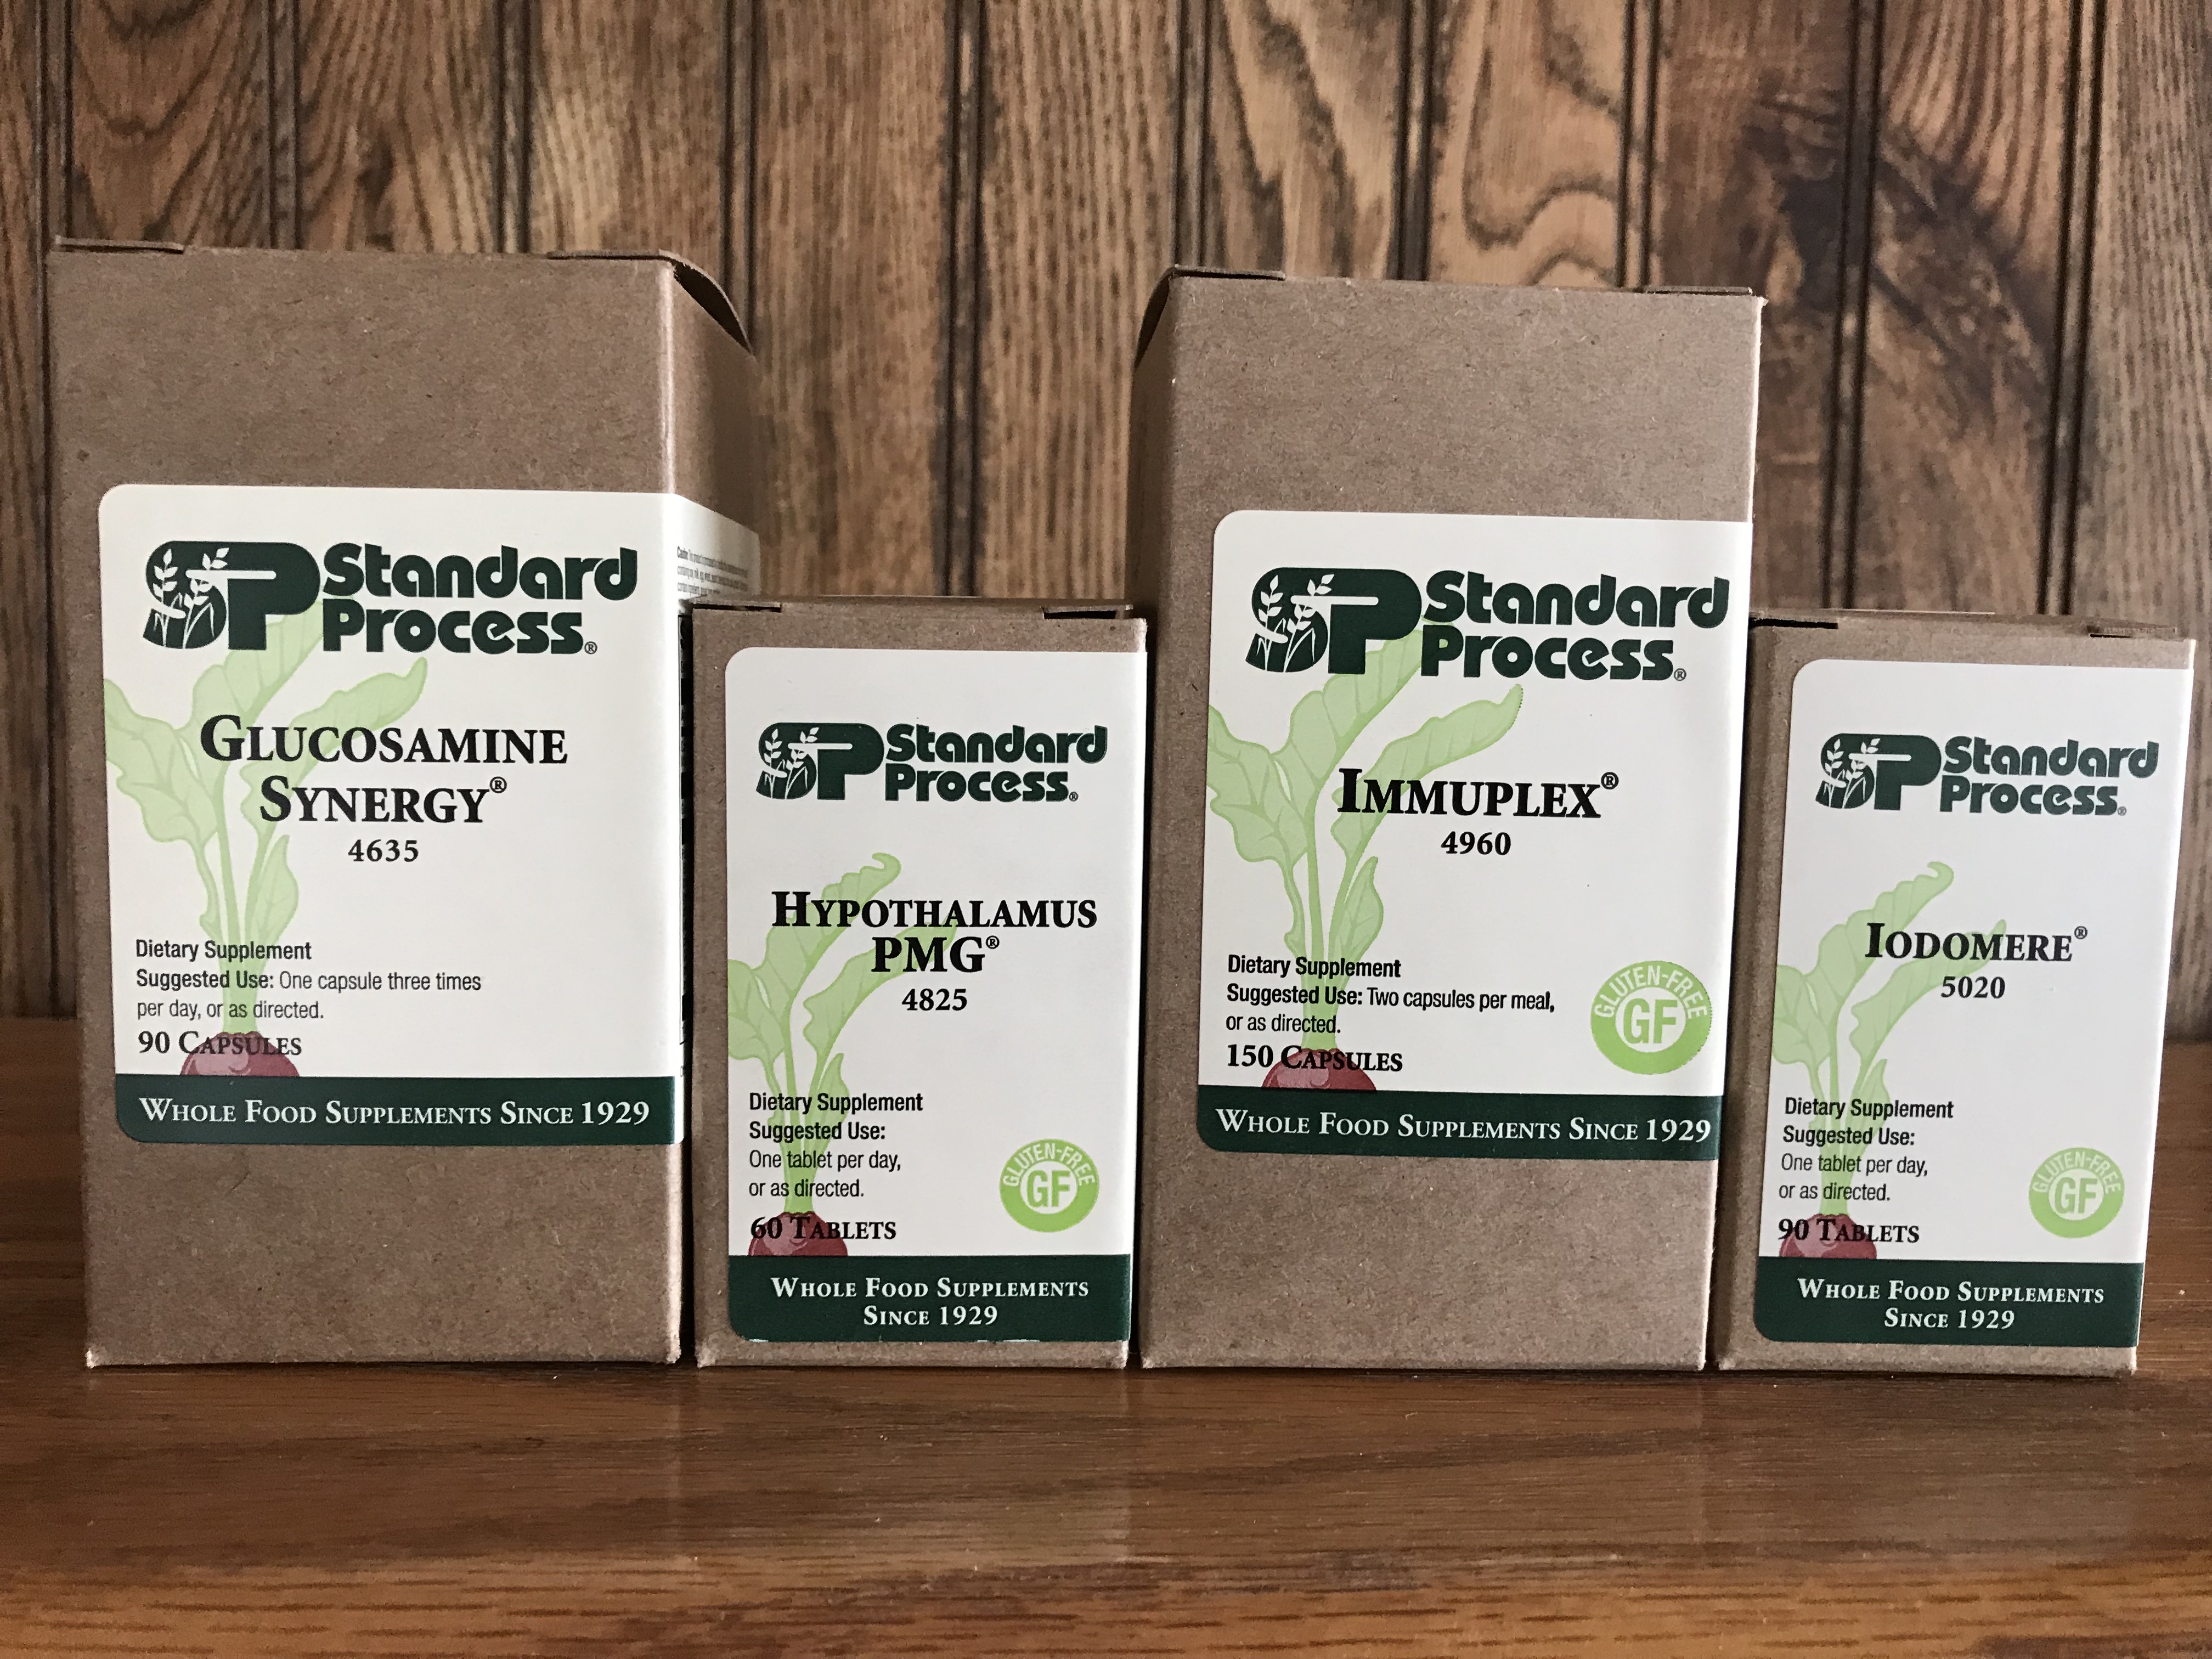 Standard
Process®
GLUCOSAMINE
SYNERGY®
4635
Dietary Supplement
Suggested Use: One capsule three times
per day, or as directed.
90 CAPSULES
WHOLE FOOD SUPPLEMENTS SINCE 1929
Standard
Process®
HYPOTHALAMUS
PMG®
4825
Dietary Supplement
Suggested Use:
One tablet per day,
or as directed.
60 TABLETS
GLUTEN-FREE
GF
WHOLE FOOD SUPPLEMENTS
SINCE 1929
Standard
Process®
IMMUPLEX®
4960
Dietary Supplement
Suggested Use: Two capsules per meal,
or as directed.
150 CAPSULES
GLUTEN-FREE
GF
WHOLE FOOD SUPPLEMENTS SINCE 1929
Standard
Process®
IODOMERE®
5020
Dietary Supplement
Suggested Use:
One tablet per day,
or as directed.
90 TABLETS
GLUTEN-FREE
GF
WHOLE FOOD SUPPLEMENTS
SINCE 1929